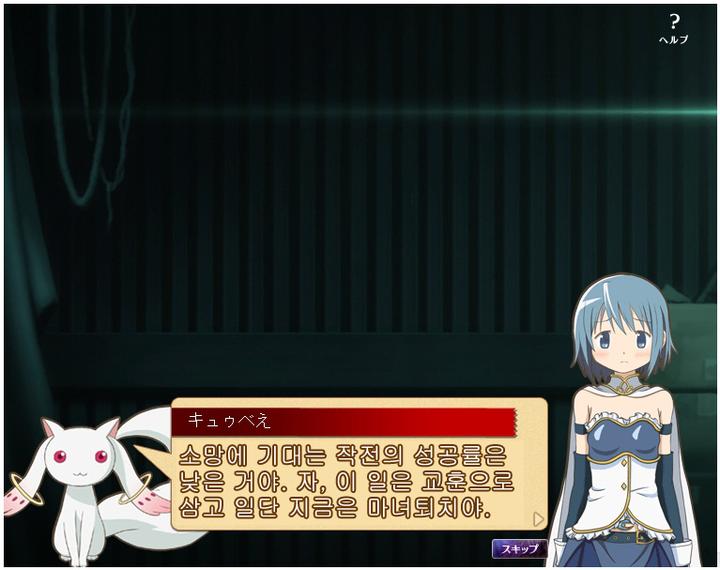 ?
ヘルプ
キュゥべえ
소망에 기대는 작전의 성공률은
낮은 거야. 자, 이 일은 교훈으로
삼고 일단 지금은 마녀퇴치야.
スキップ